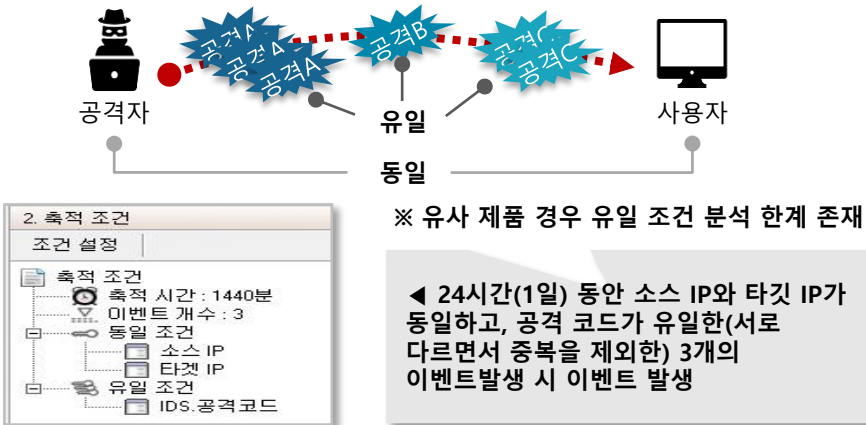 공격A
공격A
공격A
공격B
공격C
공격C
공격자
사용자
유일
동일
2. 축적 조건
조건 설정
축적 조건
축적 시간 : 1440분
이벤트 개수 : 3
동일 조건
소스 IP
타겟 IP
유일 조건
IDS.공격코드
※ 유사 제품 경우 유일 조건 분석 한계 존재
◀ 24시간(1일) 동안 소스 IP와 타깃 IP가
동일하고, 공격 코드가 유일한(서로
다르면서 중복을 제외한) 3개의
이벤트발생 시 이벤트 발생